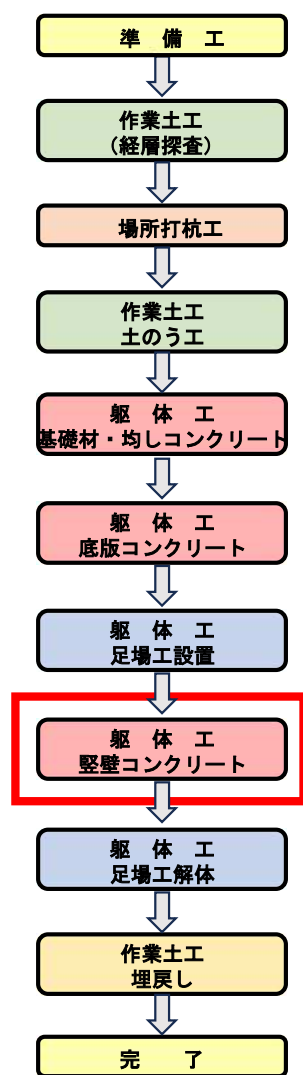 準　備　工
作業土工
（経層探査）
場所打杭工
作業土工
土のう工
躯　体　工
基礎材・均しコンクリート
躯　体　工
底版コンクリート
躯　体　工
足場工設置
躯　体　工
竪壁コンクリート
躯　体　工
足場工解体
作業土工
埋戻し
完　　了